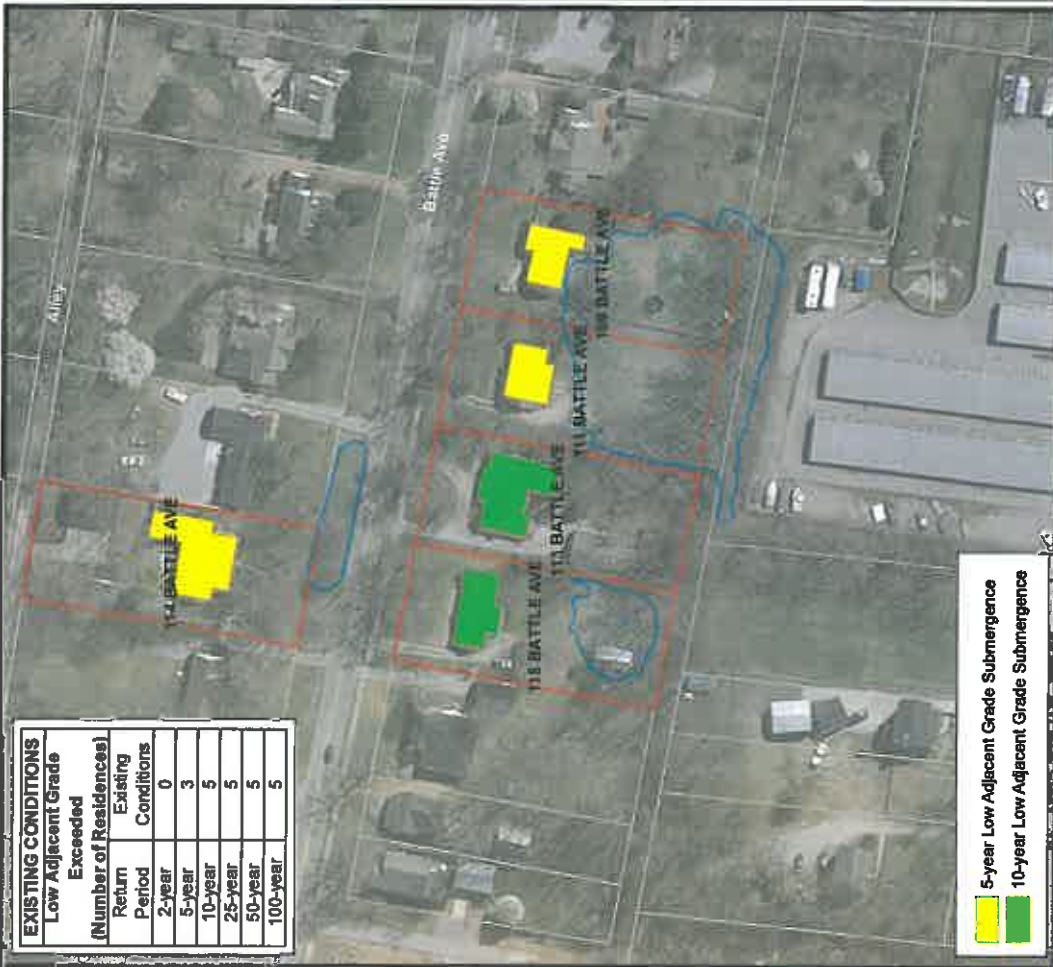 EXISTING CONDITIONS
Low Adjacent Grade
Exceeded
(Number of Residences)
Return Period Existing Conditions
2-year 0
5-year 3
10-year 5
25-year 5
50-year 5
100-year 5
Alley
Battle Ave
114 BATTLE AVE
109 BATTLE AVE
111 BATTLE AVE
113 BATTLE AVE
115 BATTLE AVE
5-year Low Adjacent Grade Submergence
10-year Low Adjacent Grade Submergence